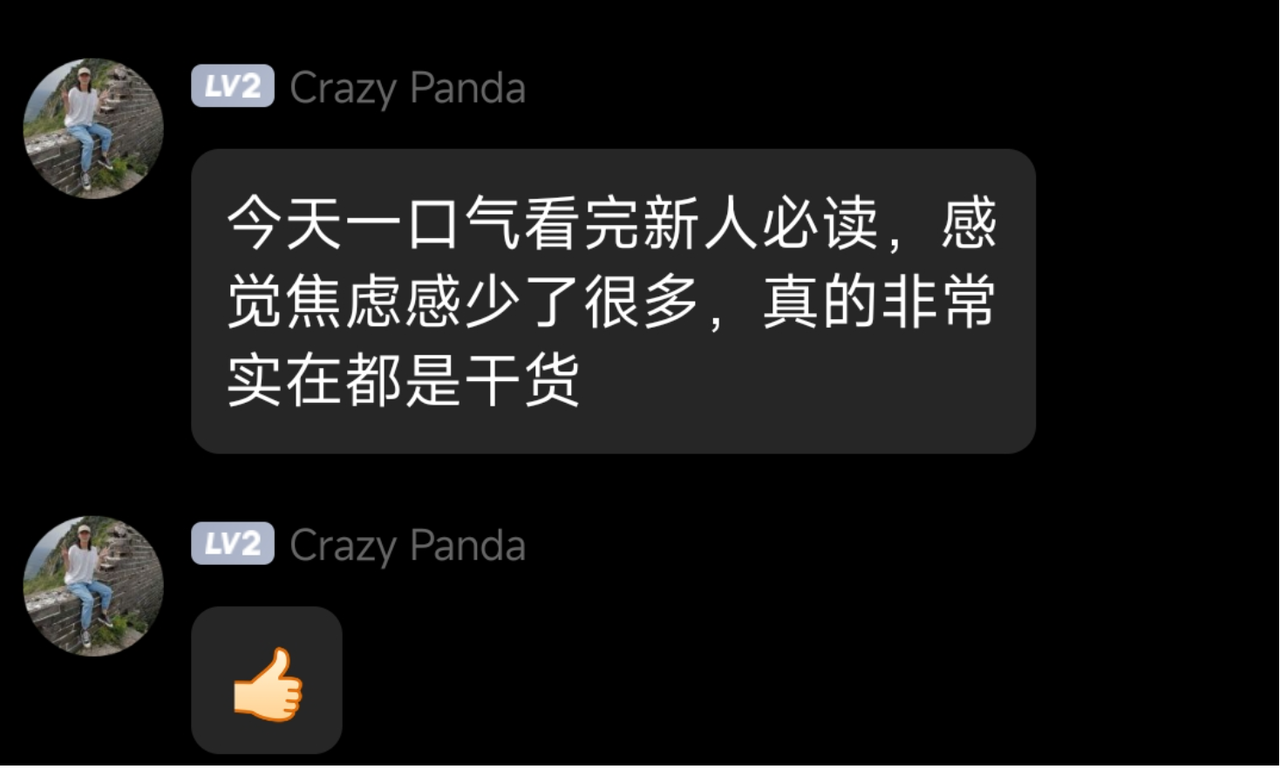 LV2 Crazy Panda
今天一口气看完新人必读，感
觉焦虑感少了很多，真的非常
实在都是干货
LV2 Crazy Panda
👍